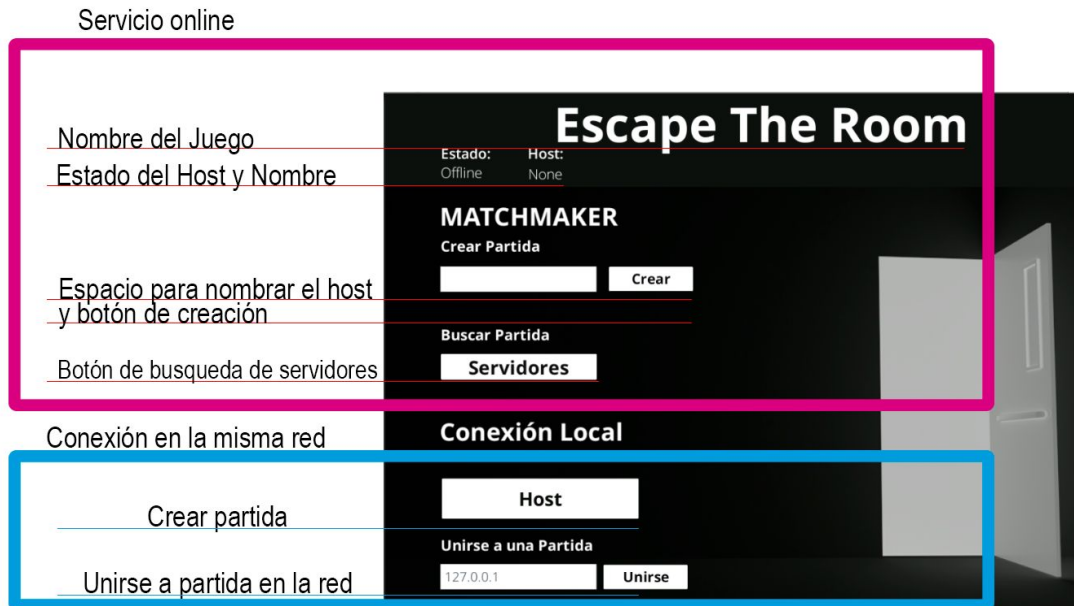 Servicio online
Escape The Room
Nombre del Juego
Estado: Host:
Estado del Host y Nombre
Offline None
MATCHMAKER
Crear Partida
Crear
Espacio para nombrar el host
y botón de creación
Buscar Partida
Botón de busqueda de servidores
Servidores
Conexión en la misma red
Conexión Local
Host
Crear partida
Unirse a una Partida
Unirse a partida en la red
127.0.0.1 Unirse